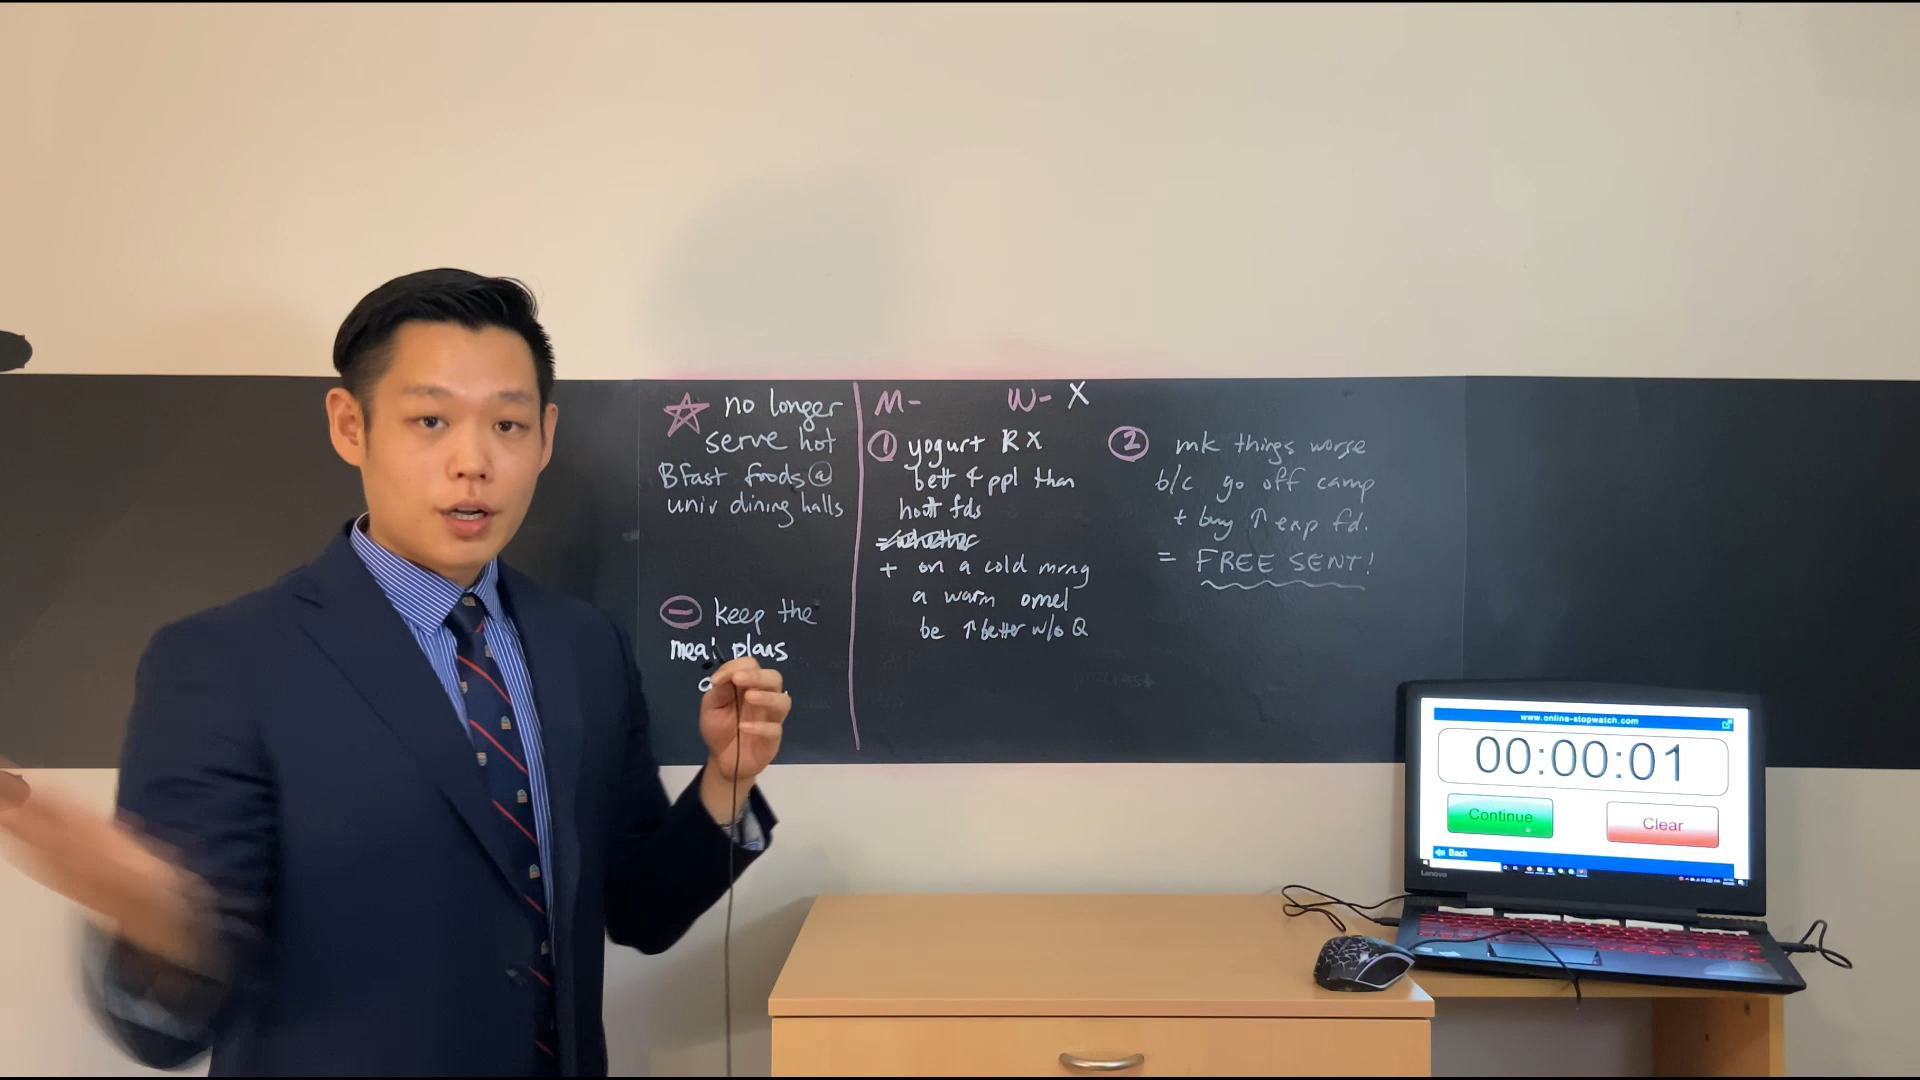 no longer
serve hot
Bfast foods @
univ dining halls
keep the
meal plans
M-
W- X
1 yogurt R X
bett 4 ppl than
hott fds
+ on a cold mrng
a warm omel
be ↑ better w/o Q
2 mk things worse
b/c go off camp
+ buy ↑ exp fd.
= FREE SENT!
www.online-stopwatch.com
00:00:01
Continue
Clear
Back
Lenovo